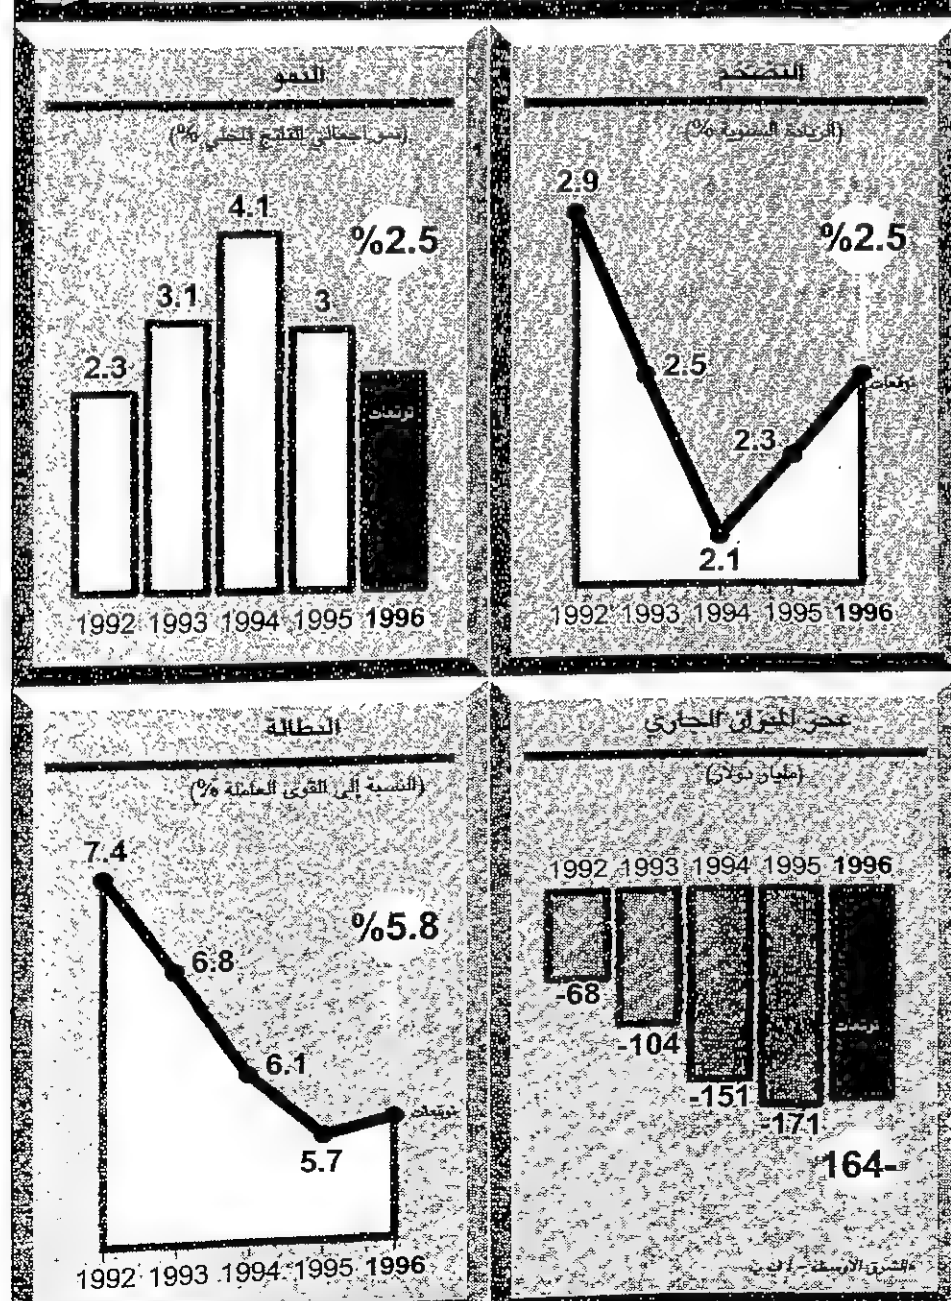 التضخم
(الزيادة السنوية %)
2.9
%2.5
2.5
توقعات
2.3
2.1
1992 1993 1994 1995 1996
النمو
(نمو إجمالي الناتج المحلي %)
4.1
%2.5
3.1
3
2.3
توقعات
1992 1993 1994 1995 1996
عجز الميزان الجاري
(مليار دولار)
1992 1993 1994 1995 1996
-68
توقعات
-104
-151
-171
164-
«الشرق الأوسط» - أ ف ب
البطالة
(النسبة إلى القوى العاملة %)
7.4
%5.8
6.8
6.1
توقعات
5.7
1992 1993 1994 1995 1996